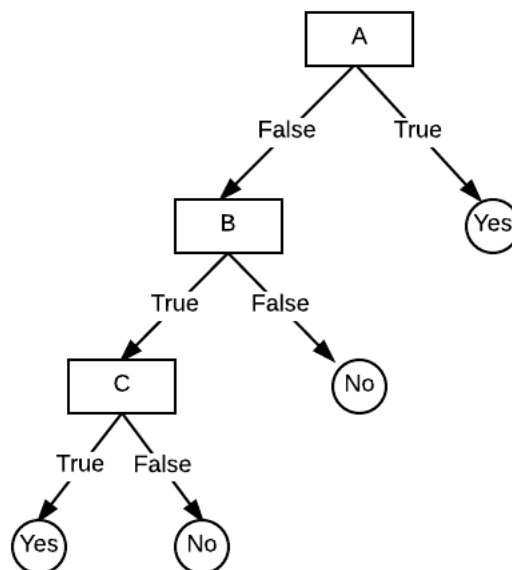 A
False True
B Yes
True False
C No
True False
Yes No